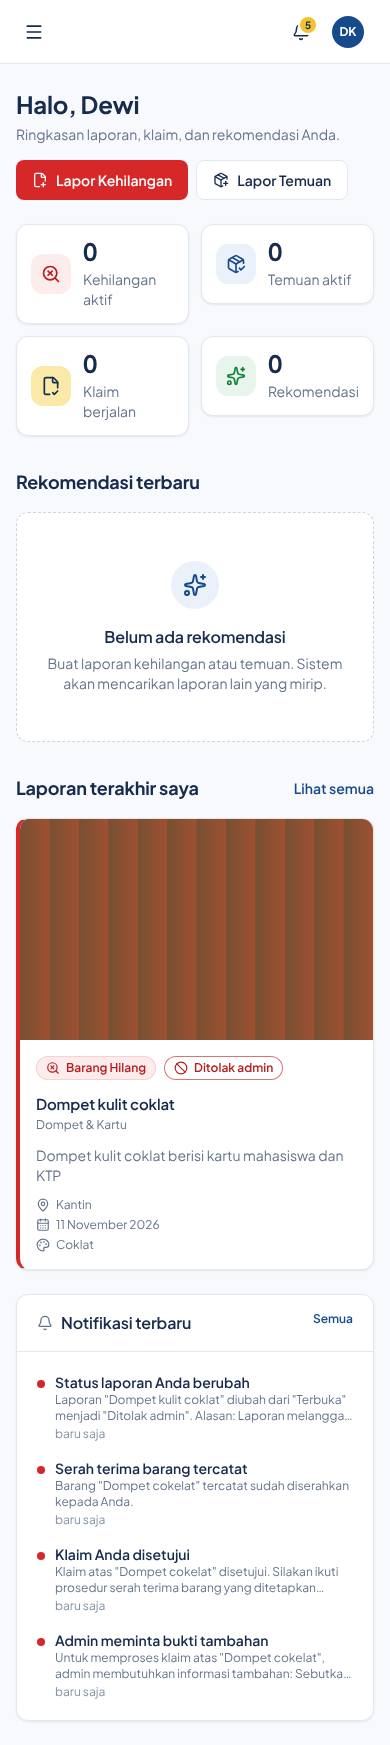 5
DK
Halo, Dewi
Ringkasan laporan, klaim, dan rekomendasi Anda.
Lapor Kehilangan
Lapor Temuan
0
Kehilangan
aktif
0
Temuan aktif
0
Klaim
berjalan
0
Rekomendasi
Rekomendasi terbaru
Belum ada rekomendasi
Buat laporan kehilangan atau temuan. Sistem
akan mencarikan laporan lain yang mirip.
Laporan terakhir saya
Lihat semua
Barang Hilang
Ditolak admin
Dompet kulit coklat
Dompet & Kartu
Dompet kulit coklat berisi kartu mahasiswa dan
KTP
Kantin
11 November 2026
Coklat
Notifikasi terbaru
Semua
Status laporan Anda berubah
Laporan "Dompet kulit coklat" diubah dari "Terbuka"
menjadi "Ditolak admin". Alasan: Laporan melangga…
baru saja
Serah terima barang tercatat
Barang "Dompet cokelat" tercatat sudah diserahkan
kepada Anda.
baru saja
Klaim Anda disetujui
Klaim atas "Dompet cokelat" disetujui. Silakan ikuti
prosedur serah terima barang yang ditetapkan…
baru saja
Admin meminta bukti tambahan
Untuk memproses klaim atas "Dompet cokelat",
admin membutuhkan informasi tambahan: Sebutka…
baru saja